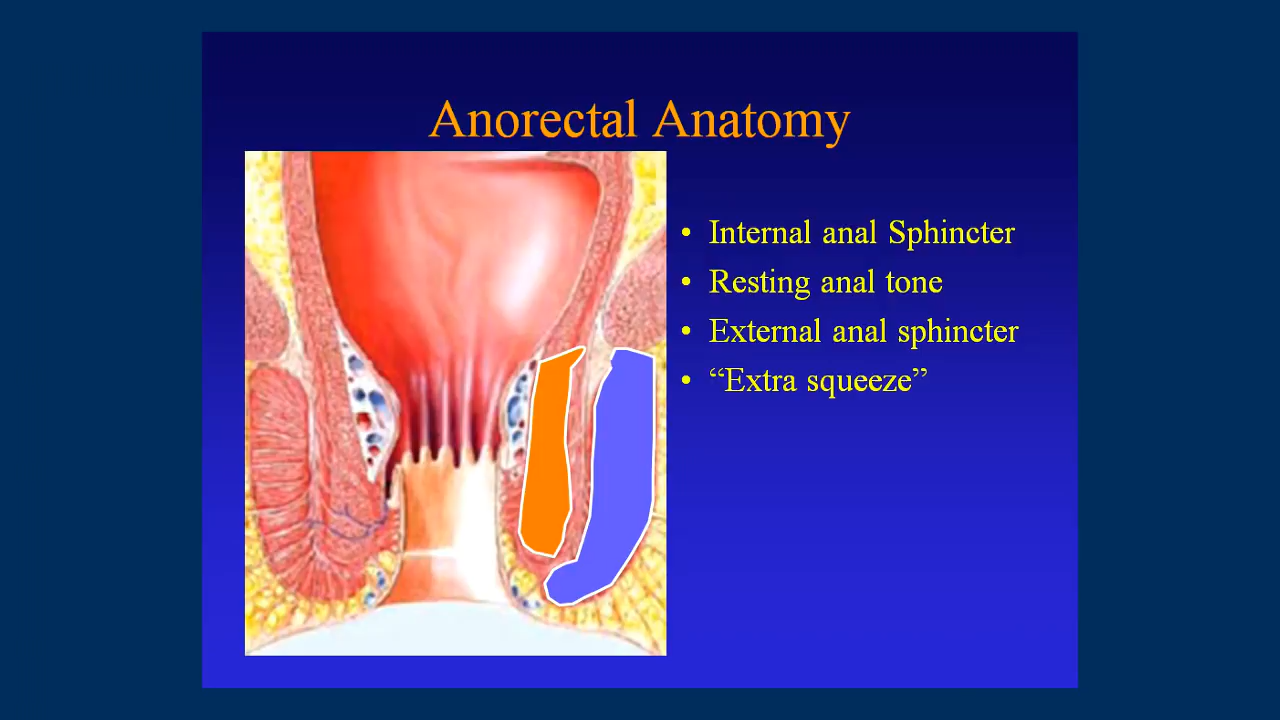 Anorectal Anatomy
• Internal anal Sphincter
• Resting anal tone
• External anal sphincter
• “Extra squeeze”